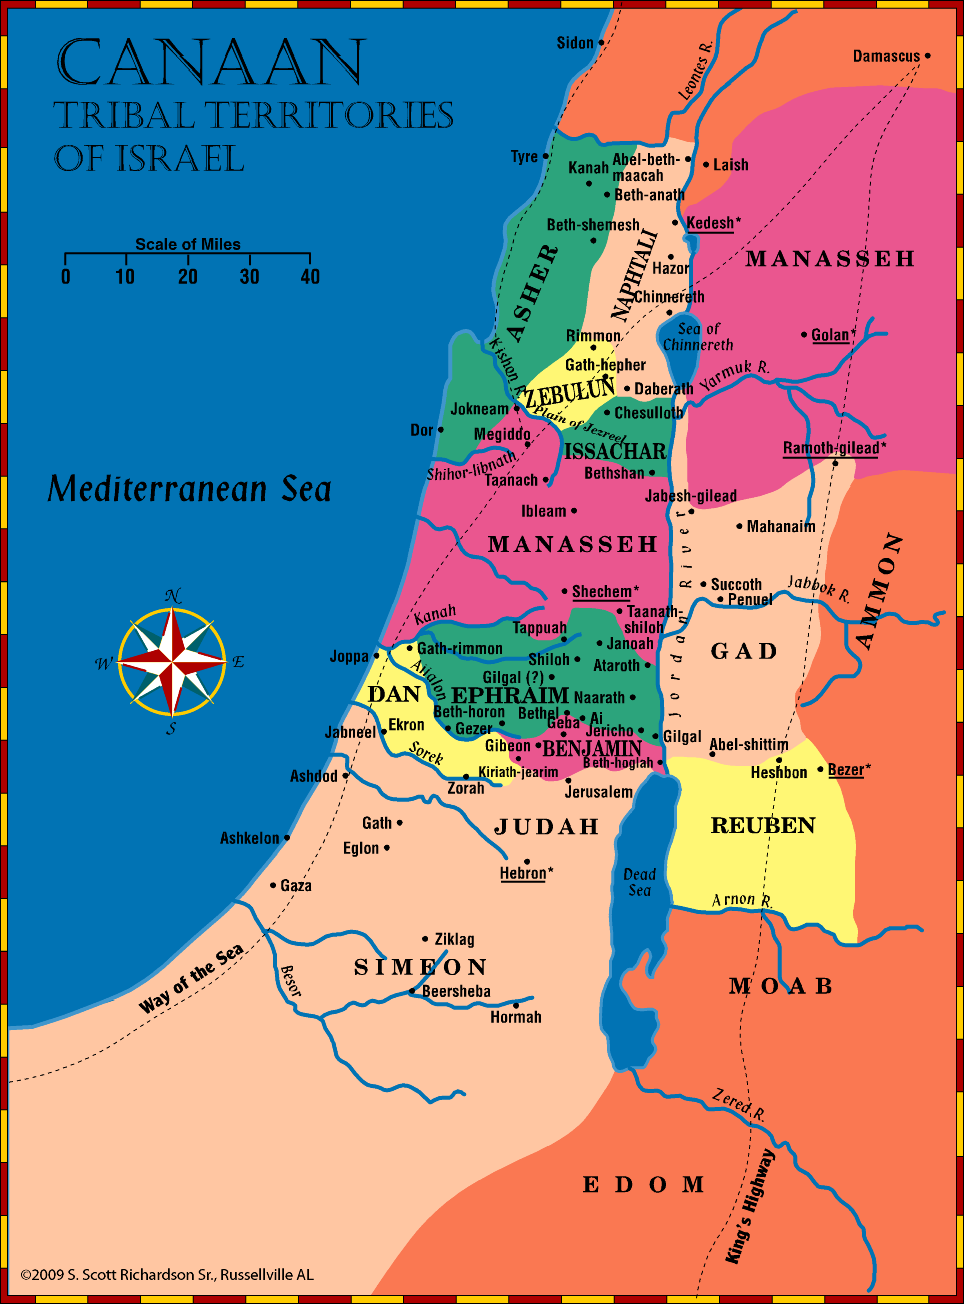 CANAAN
TRIBAL TERRITORIES
OF ISRAEL
Scale of Miles
0 10 20 30 40
Sidon
Damascus
Leontes R.
Tyre
Kanah
Abel-beth-
maacah
Laish
Beth-anath
Beth-shemesh
Kedesh*
MANASSEH
ASHER
NAPHTALI
Hazor
Chinnereth
Sea of
Chinnereth
Golan*
Rimmon
Kishon R.
Gath-hepher
Yarmuk R.
ZEBULUN
Daberath
Jokneam
Plain of Jezreel
Chesulloth
Dor
Megiddo
ISSACHAR
Ramoth-gilead*
Shihor-libnath
Taanach
Bethshan
Mediterranean Sea
Jabesh-gilead
Ibleam
Mahanaim
MANASSEH
Jordan River
AMMON
Shechem*
Succoth
Jabbok R.
Penuel
Kanah
Taanath-
shiloh
Tappuah
Janoah
Joppa
Gath-rimmon
Shiloh
Ataroth
GAD
Gilgal (?)
Aijalon
DAN
EPHRAIM
Naarath
Beth-horon
Bethel
Ai
Jabneel
Ekron
Gezer
Geba
Jericho
Gilgal
Gibeon
BENJAMIN
Abel-shittim
Sorek
Beth-hoglah
Ashdod
Kiriath-jearim
Heshbon
Bezer*
Zorah
Jerusalem
JUDAH
REUBEN
Gath
Ashkelon
Eglon
Hebron*
Dead
Sea
Gaza
Arnon R.
Ziklag
Way of the Sea
SIMEON
Besor
Beersheba
MOAB
Hormah
Zered R.
EDOM
King's Highway
N
W
E
S
©2009 S. Scott Richardson Sr., Russellville AL